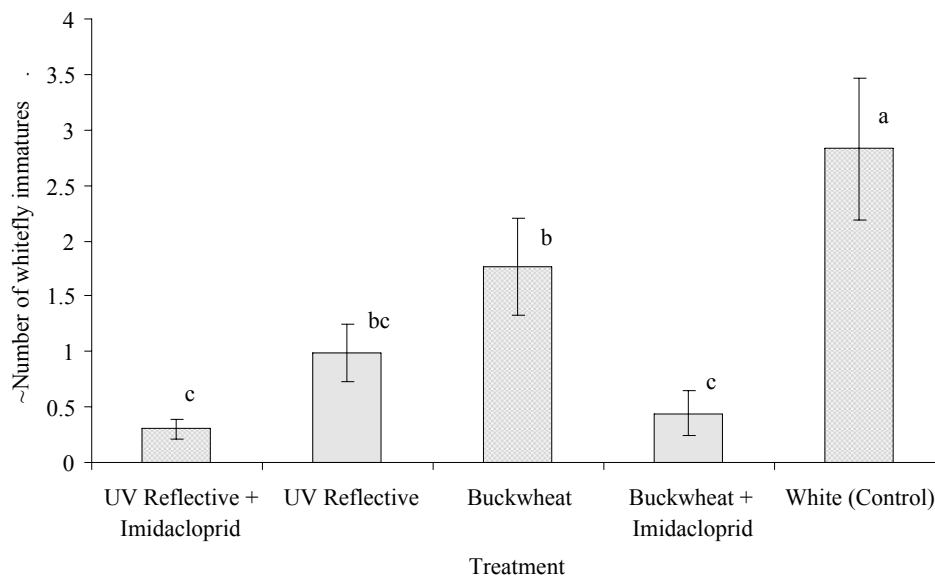 ~Number of whitefly immatures .
4
3.5
3
2.5
2
1.5
1
0.5
0
c
bc
b
c
a
UV Reflective +
Imidacloprid
UV Reflective
Buckwheat
Buckwheat +
Imidacloprid
White (Control)
Treatment